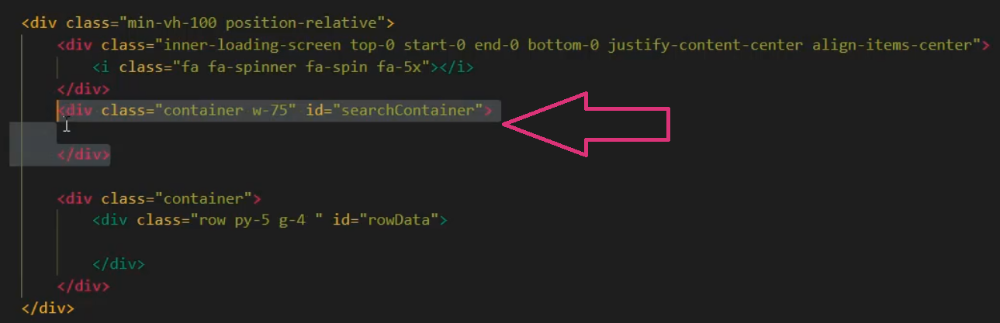 <div class="min-vh-100 position-relative">
<div class="inner-loading-screen top-0 start-0 end-0 bottom-0 justify-content-center align-items-center">
<i class="fa fa-spinner fa-spin fa-5x"></i>
</div>
<div class="container w-75" id="searchContainer">
</div>
<div class="container">
<div class="row py-5 g-4 " id="rowData">
</div>
</div>
</div>